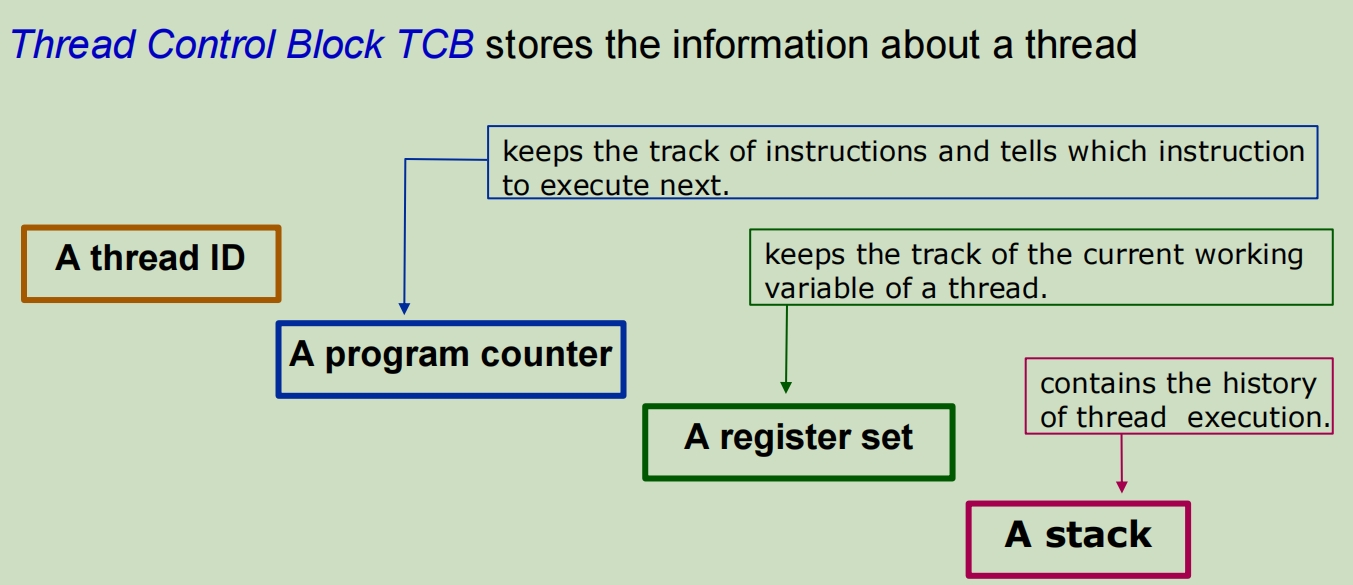 Thread Control Block TCB stores the information about a thread
keeps the track of instructions and tells which instruction
to execute next.
A thread ID
keeps the track of the current working
variable of a thread.
A program counter
contains the history
of thread execution.
A register set
A stack